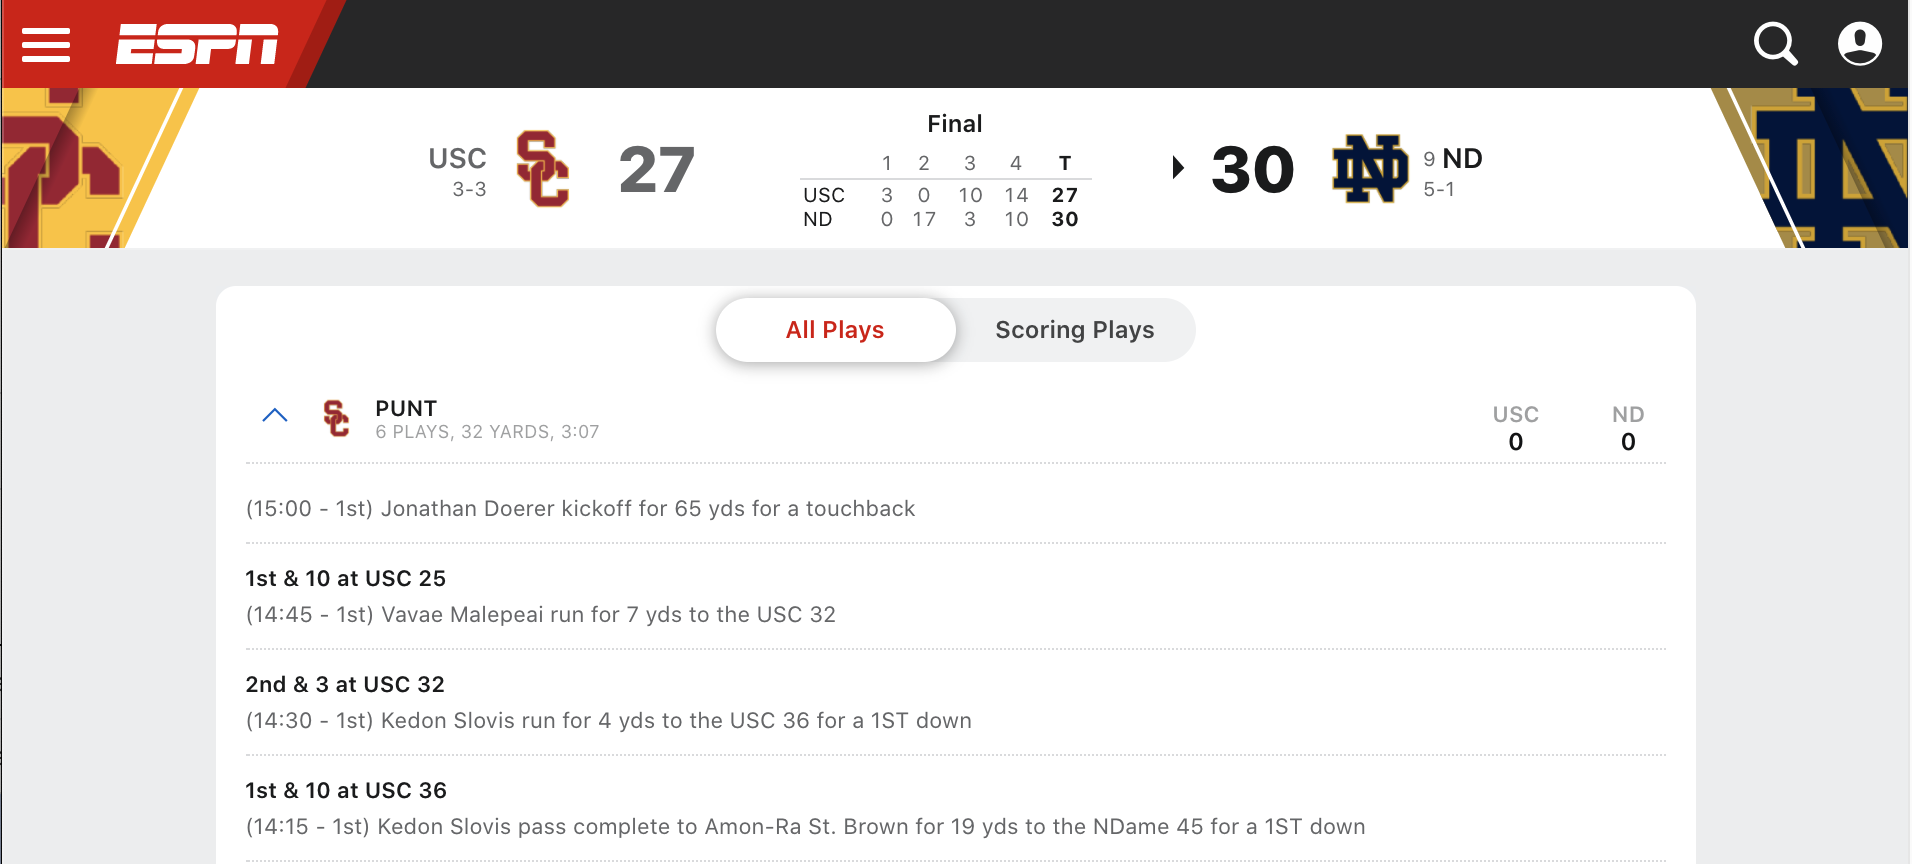 ESPN
Final
USC
3-3
27
1 2 3 4 T
USC 3 0 10 14 27
ND 0 17 3 10 30
30
9 ND
5-1
All Plays Scoring Plays
PUNT
6 PLAYS, 32 YARDS, 3:07
USC ND
0 0
(15:00 - 1st) Jonathan Doerer kickoff for 65 yds for a touchback
1st & 10 at USC 25
(14:45 - 1st) Vavae Malepeai run for 7 yds to the USC 32
2nd & 3 at USC 32
(14:30 - 1st) Kedon Slovis run for 4 yds to the USC 36 for a 1ST down
1st & 10 at USC 36
(14:15 - 1st) Kedon Slovis pass complete to Amon-Ra St. Brown for 19 yds to the NDame 45 for a 1ST down